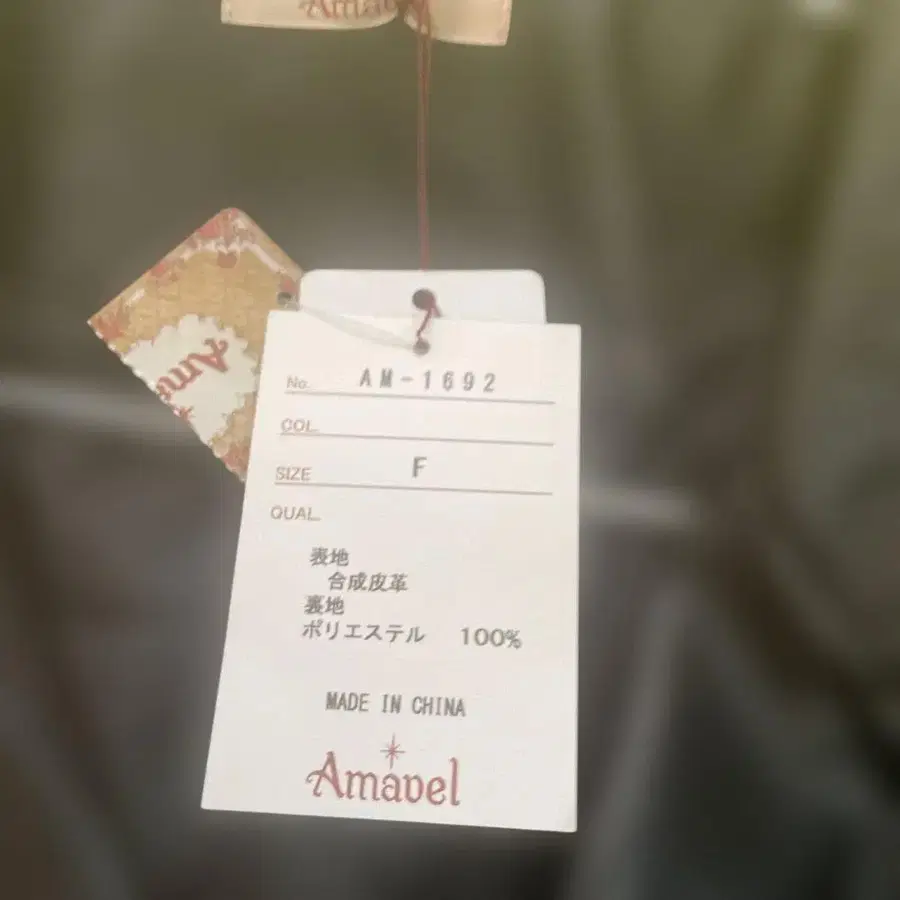 No. AM-1692
COL.
SIZE F
QUAL.
表地
合成皮革
裏地
ポリエステル 100%
MADE IN CHINA
Amavel